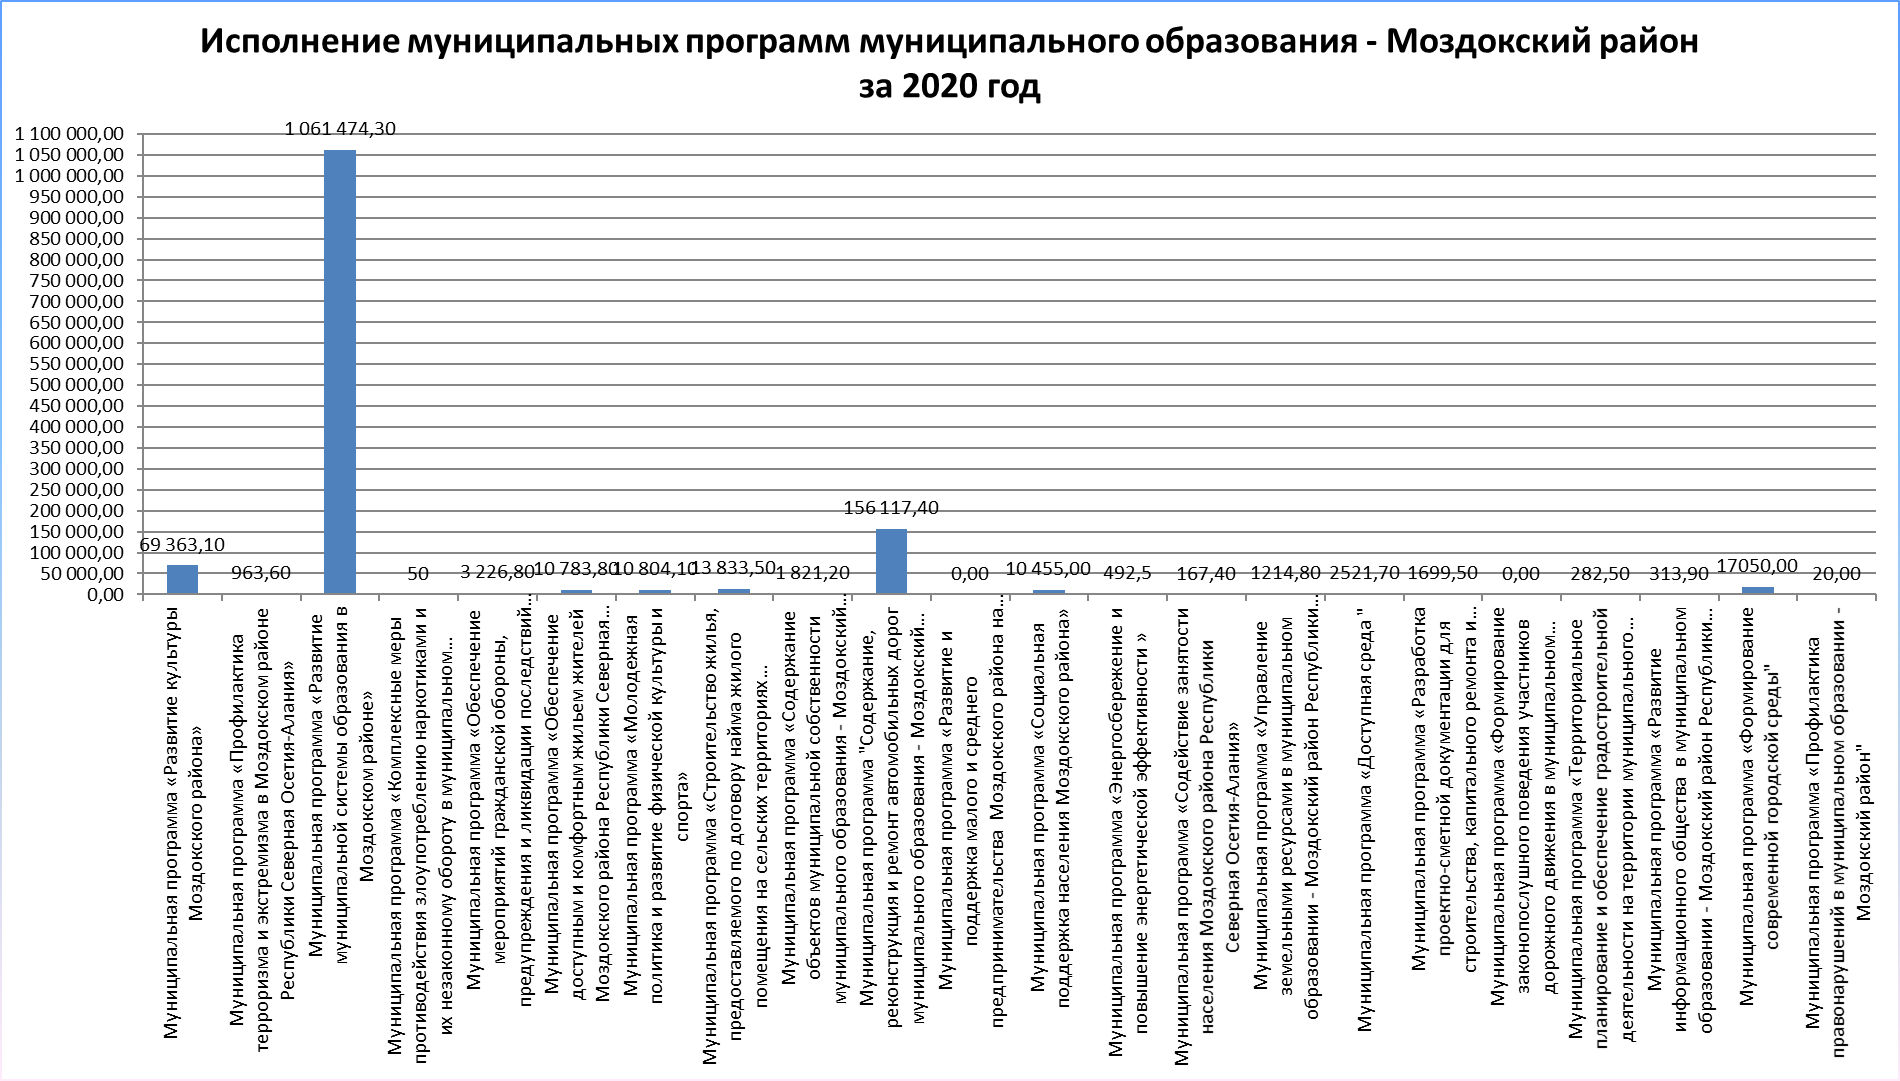 Исполнение муниципальных программ муниципального образования - Моздокский район
за 2020 год
1 100 000,00
1 050 000,00
1 000 000,00
950 000,00
900 000,00
850 000,00
800 000,00
750 000,00
700 000,00
650 000,00
600 000,00
550 000,00
500 000,00
450 000,00
400 000,00
350 000,00
300 000,00
250 000,00
200 000,00
150 000,00
100 000,00
50 000,00
0,00
69 363,10
963,60
1 061 474,30
50
3 226,80
10 783,80
10 804,10
13 833,50
1 821,20
156 117,40
0,00
10 455,00
492,5
167,40
1214,80
2521,70
1699,50
0,00
282,50
313,90
17050,00
20,00
Муниципальная программа «Развитие культуры
Моздокского района»
Муниципальная программа «Профилактика
терроризма и экстремизма в Моздокском районе
Республики Северная Осетия-Алания»
Муниципальная программа «Развитие
муниципальной системы образования в
Моздокском районе»
Муниципальная программа «Комплексные меры
противодействия злоупотреблению наркотиками и
их незаконному обороту в муниципальном…
Муниципальная программа «Обеспечение
мероприятий гражданской обороны,
предупреждения и ликвидации последствий…
Муниципальная программа «Обеспечение
доступным и комфортным жильем жителей
Моздокского района Республики Северная…
Муниципальная программа «Молодежная
политика и развитие физической культуры и
спорта»
Муниципальная программа «Строительство жилья,
предоставляемого по договору найма жилого
помещения на сельских территориях…
Муниципальная программа «Содержание
объектов муниципальной собственности
муниципального образования - Моздокский…
Муниципальная программа "Содержание,
реконструкция и ремонт автомобильных дорог
муниципального образования - Моздокский…
Муниципальная программа «Развитие и
поддержка малого и среднего
предпринимательства Моздокского района на…
Муниципальная программа «Социальная
поддержка населения Моздокского района»
Муниципальная программа «Энергосбережение и
повышение энергетической эффективности »
Муниципальная программа «Содействие занятости
населения Моздокского района Республики
Северная Осетия-Алания»
Муниципальная программа «Управление
земельными ресурсами в муниципальном
образовании - Моздокский район Республики…
Муниципальная программа «Доступная среда"
Муниципальная программа «Разработка
проектно-сметной документации для
строительства, капитального ремонта и…
Муниципальная программа «Формирование
законопослушного поведения участников
дорожного движения в муниципальном…
Муниципальная программа «Территориальное
планирование и обеспечение градостроительной
деятельности на территории муниципального…
Муниципальная программа «Развитие
информационного общества в муниципальном
образовании - Моздокский район Республики…
Муниципальная программа «Формирование
современной городской среды"
Муниципальная программа «Профилактика
правонарушений в муниципальном образовании -
Моздокский район"